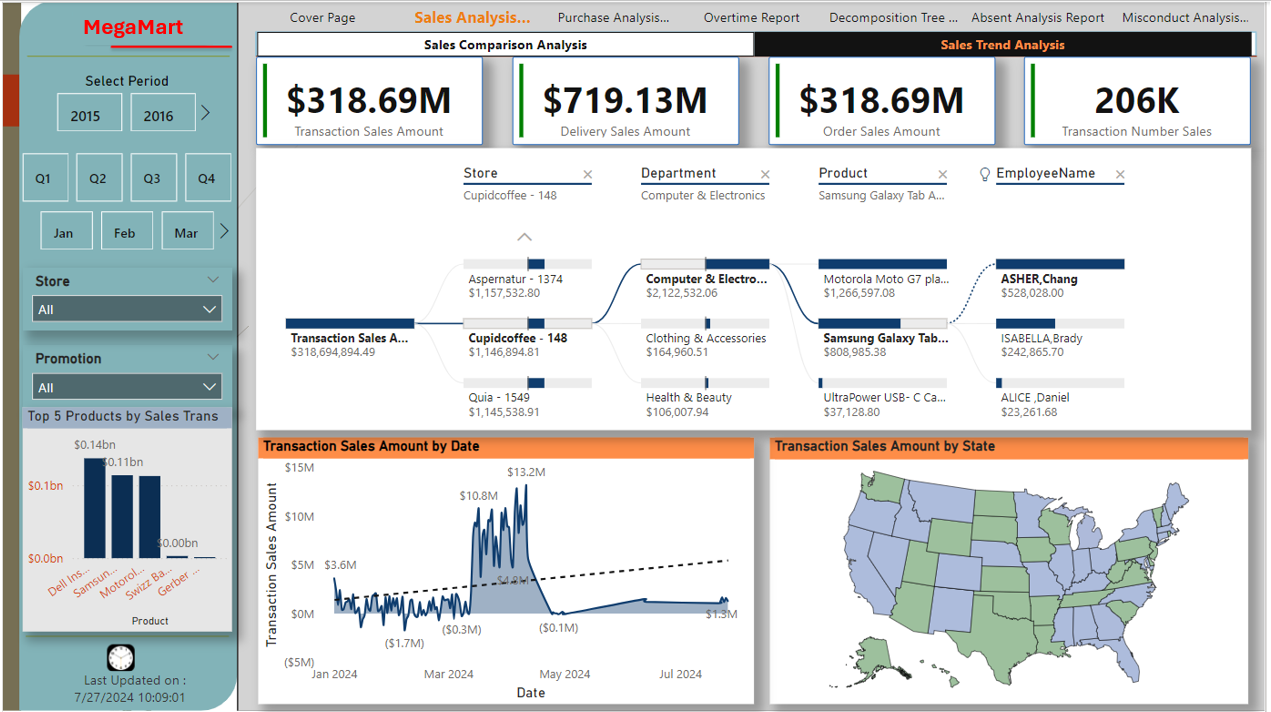 MegaMart
Select Period
2015
2016
Q1
Q2
Q3
Q4
Jan
Feb
Mar
Store
All
Promotion
All
Top 5 Products by Sales Trans
$0.14bn
$0.11bn
$0.1bn
$0.00bn
$0.0bn
Dell Ins...
Samsun...
Motorol...
Swizz Ba...
Gerber ...
Product
Last Updated on :
7/27/2024 10:09:01
Cover Page
Sales Analysis...
Purchase Analysis...
Overtime Report
Decomposition Tree ...
Absent Analysis Report
Misconduct Analysis...
Sales Comparison Analysis
Sales Trend Analysis
$318.69M
Transaction Sales Amount
$719.13M
Delivery Sales Amount
$318.69M
Order Sales Amount
206K
Transaction Number Sales
Store
Cupidcoffee - 148
Department
Computer & Electronics
Product
Samsung Galaxy Tab A...
EmployeeName
Transaction Sales A...
$318,694,894.49
Aspernatur - 1374
$1,157,532.80
Cupidcoffee - 148
$1,146,894.81
Quia - 1549
$1,145,538.91
Computer & Electro...
$2,122,532.06
Clothing & Accessories
$164,960.51
Health & Beauty
$106,007.94
Motorola Moto G7 pla...
$1,266,597.08
Samsung Galaxy Tab...
$808,985.38
UltraPower USB- C Ca...
$37,128.80
ASHER,Chang
$528,028.00
ISABELLA,Brady
$242,865.70
ALICE ,Daniel
$23,261.68
Transaction Sales Amount by Date
Transaction Sales Amount
$15M
$10M
$5M
$0M
($5M)
$3.6M
($1.7M)
($0.3M)
$10.8M
$13.2M
$4.8M
($0.1M)
$1.3M
Jan 2024
Mar 2024
May 2024
Jul 2024
Date
Transaction Sales Amount by State